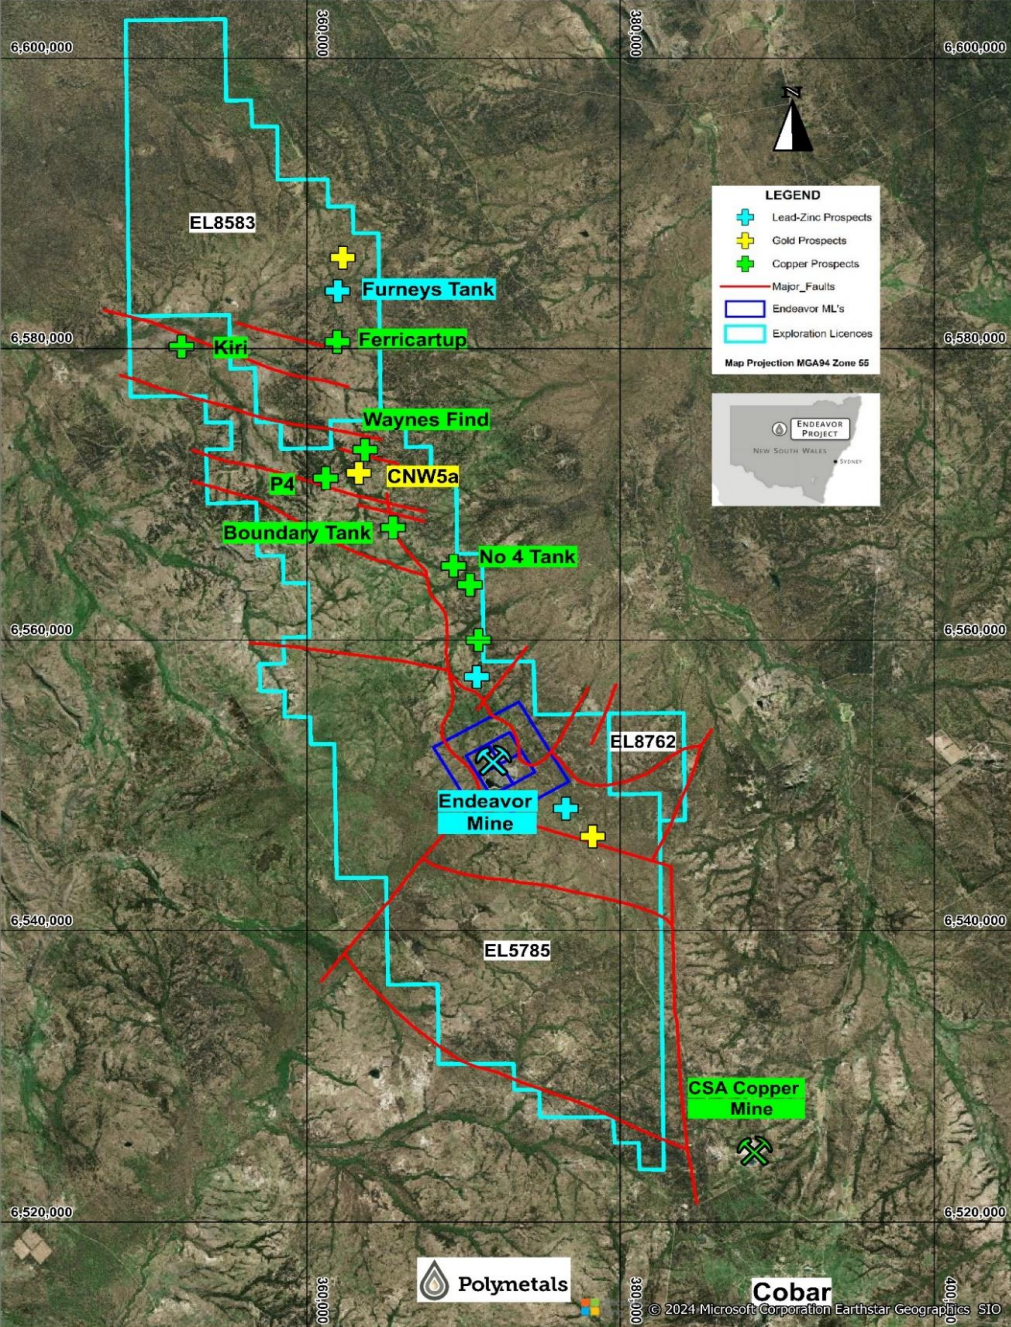 360,000
380,000
6,600,000
6,600,000
N
LEGEND
Lead-Zinc Prospects
Gold Prospects
Copper Prospects
Major_Faults
Endeavor ML's
Exploration Licences
Map Projection MGA94 Zone 55
EL8583
Furneys Tank
6,580,000
Kiri
Ferricartup
6,580,000
ENDEAVOR
PROJECT
NEW SOUTH WALES
SYDNEY
Waynes Find
P4
CNW5a
Boundary Tank
No 4 Tank
6,560,000
6,560,000
EL8762
Endeavor
Mine
6,540,000
6,540,000
EL5785
CSA Copper
Mine
6,520,000
6,520,000
Polymetals
360,000
380,000
Cobar
400,0
© 2024 Microsoft Corporation Earthstar Geographics SIO